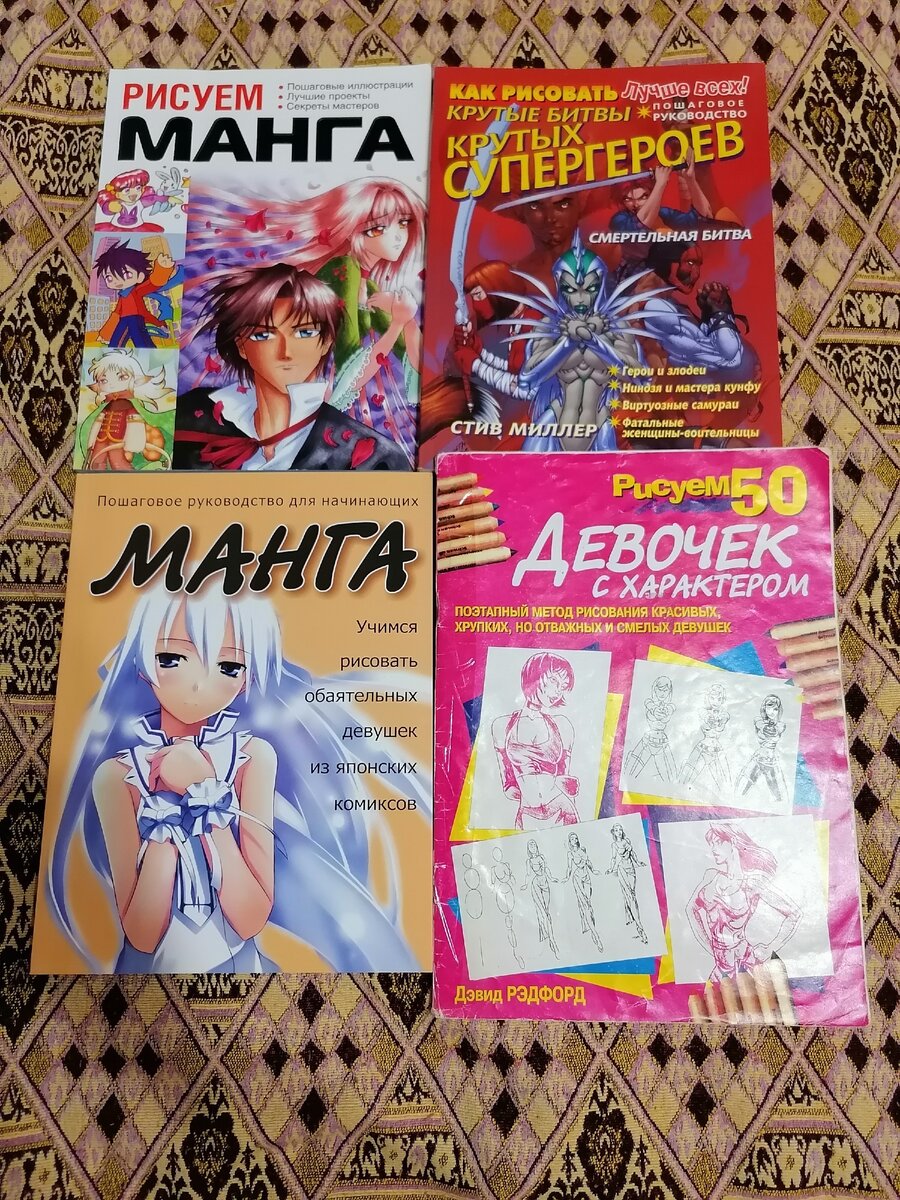 РИСУЕМ
• Пошаговые иллюстрации
• Лучшие проекты
• Секреты мастеров
МАНГА
КАК РИСОВАТЬ Лучше всех!
КРУТЫЕ БИТВЫ
ПОШАГОВОЕ
РУКОВОДСТВО
КРУТЫХ
СУПЕРГЕРОЕВ
СМЕРТЕЛЬНАЯ БИТВА
Герои и злодеи
Ниндзя и мастера кунфу
Виртуозные самураи
Фатальные
женщины-воительницы
СТИВ МИЛЛЕР
Пошаговое руководство для начинающих
МАНГА
Учимся
рисовать
обаятельных
девушек
из японских
комиксов
Рисуем 50
ДЕВОЧЕК
С ХАРАКТЕРОМ
ПОЭТАПНЫЙ МЕТОД РИСОВАНИЯ КРАСИВЫХ,
ХРУПКИХ, НО ОТВАЖНЫХ И СМЕЛЫХ ДЕВУШЕК
Дэвид РЭДФОРД